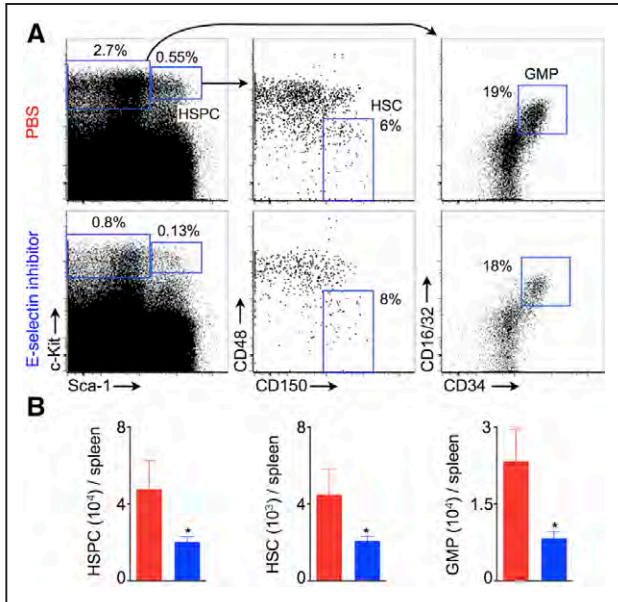 A
2.7%
0.55%
HSPC
HSC
6%
GMP
19%
PBS
0.8%
0.13%
8%
18%
E-selectin inhibitor
c-Kit
Sca-1
CD48
CD150
CD16/32
CD34
B
HSPC (10⁴) / spleen
8
4
0
*
HSC (10³) / spleen
8
4
0
*
GMP (10⁴) / spleen
3
1.5
0
*